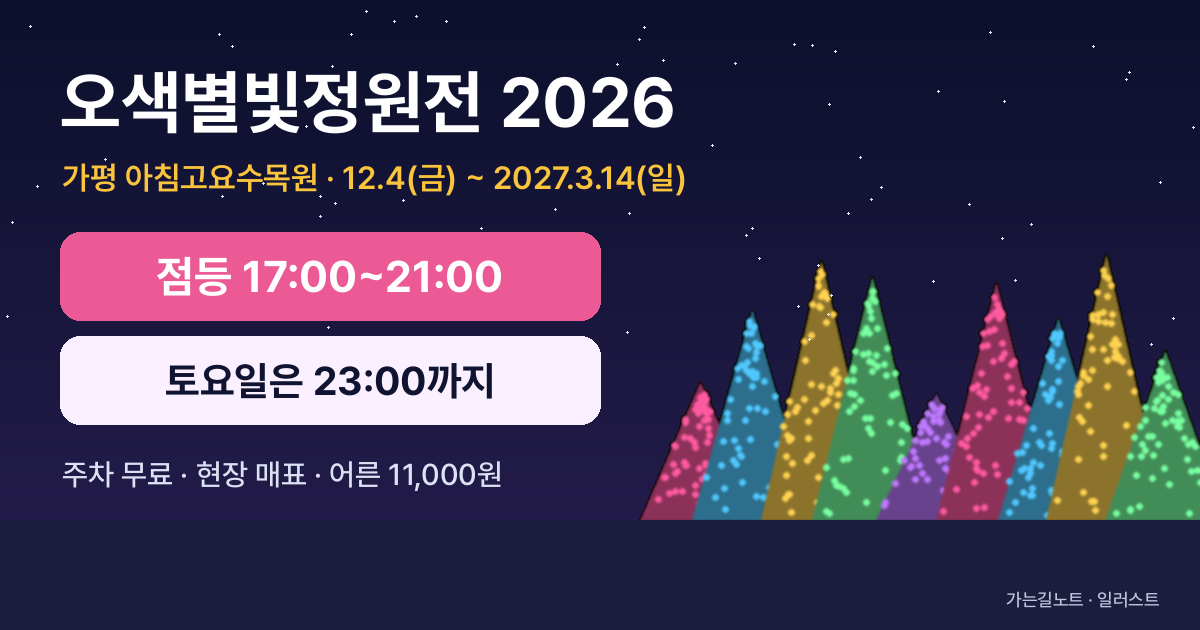 오색별빛정원전 2026
가평 아침고요수목원 · 12.4(금) ~ 2027.3.14(일)
점등 17:00~21:00
토요일은 23:00까지
주차 무료 · 현장 매표 · 어른 11,000원
가는길노트 · 일러스트